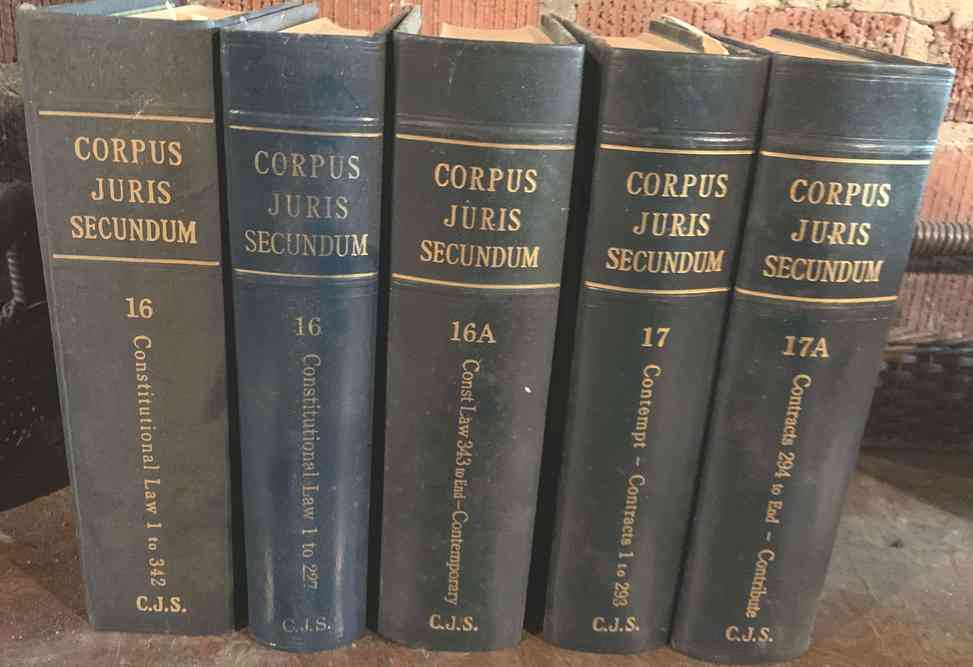 CORPUS
JURIS
SECUNDUM
16
Constitutional Law 1 to 342
C.J.S.
CORPUS
JURIS
SECUNDUM
16
Constitutional Law 1 to 227
C.J.S.
CORPUS
JURIS
SECUNDUM
16A
Const Law 343 to End–Contemporary
C.J.S.
CORPUS
JURIS
SECUNDUM
17
Contempt – Contracts 1 to 293
C.J.S.
CORPUS
JURIS
SECUNDUM
17A
Contracts 294 to End – Contribute
C.J.S.